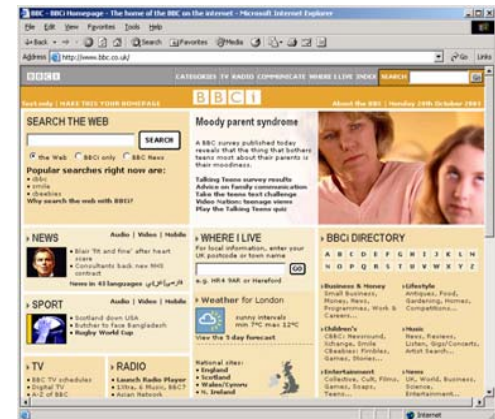 BBC - BBCi Homepage - The home of the BBC on the internet - Microsoft Internet Explorer
File Edit View Favorites Tools Help
Back Search Favorites Media
Address http://www.bbc.co.uk/ Go Links
BBCi CATEGORIES TV RADIO COMMUNICATE WHERE I LIVE INDEX SEARCH Go
Text only | MAKE THIS YOUR HOMEPAGE BBCi About the BBC | Monday 20th October 2003
SEARCH THE WEB
SEARCH
the Web BBCi only BBC News
Popular searches right now are:
cbbc
smile
cbeebies
Why search the web with BBCi?
Moody parent syndrome
A BBC survey published today
reveals that the thing that bothers
teens most about their parents is
their moodiness.
Talking Teens survey results
Advice on family communication
Take the teens text challenge
Video Nation: teenage views
Play the Talking Teens quiz
NEWS Audio | Video | Mobile
Blair 'fit and fine' after heart
scare
Consultants back new NHS
contract
News in 43 languages
SPORT Audio | Video | Mobile
Scotland down USA
Butcher to face Bangladesh
Rugby World Cup
TV
BBC TV schedules
Digital TV
A-Z of BBC
RADIO
Launch Radio Player
1Xtra, 6 Music, BBC7
Asian Network
WHERE I LIVE
For local information, enter your
UK postcode or town name
GO
e.g. HR4 9AR or Hereford
Weather for London
sunny intervals
min 7°C max 12°C
View the 5 day forecast
National sites:
England
Scotland
Wales/Cymru
N. Ireland
BBCi DIRECTORY
A B C D E F G H I J K L M
N O P Q R S T U V W X Y Z
Business & Money
Small Business,
Money, News,
Programmes, Work &
Careers...
Lifestyle
Antiques, Food,
Gardening, Homes,
Competitions...
Children's
CBBC: Newsround,
Xchange, Smile
CBeebies: Fimbles,
Games, Stories...
Music
News, Reviews,
Listen, Gigs/Concerts,
Artist Search...
Entertainment
Collective, Cult, Films,
Games, Soaps,
Teens...
News
UK, World, Business,
Science,
Internet